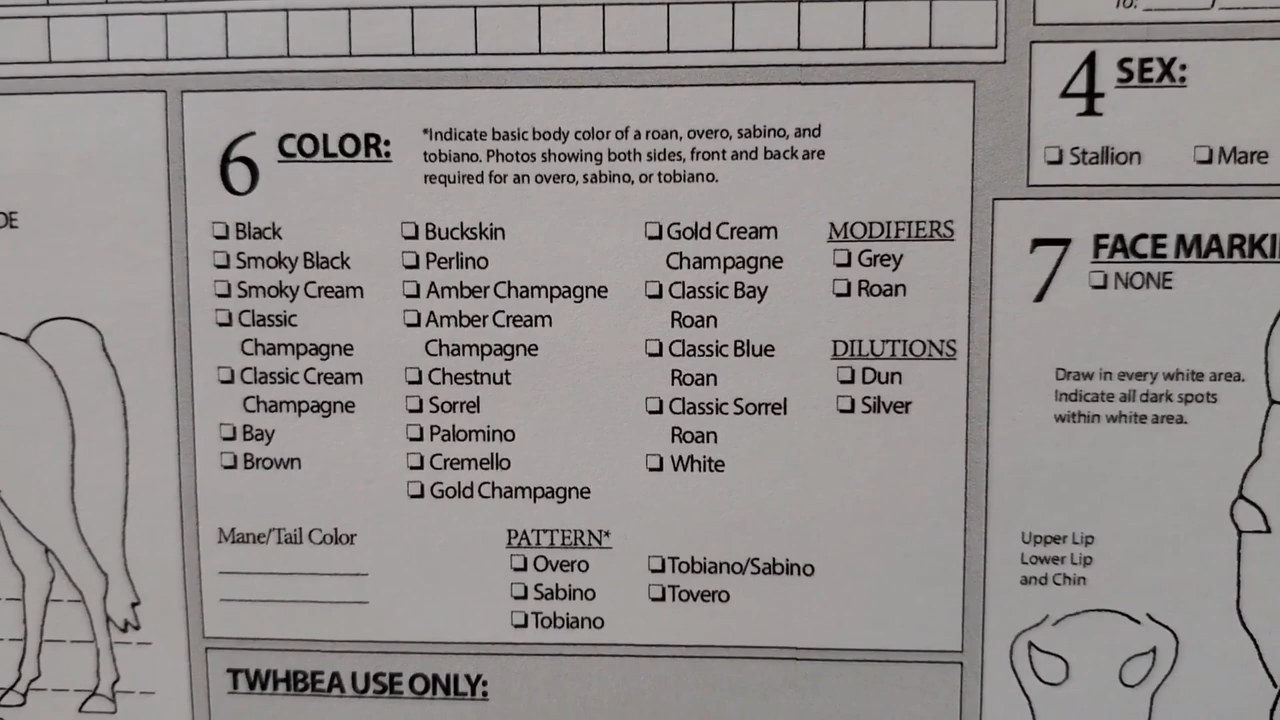 To: ______/____
4 SEX:
❏ Stallion ❏ Mare
6 COLOR:
*Indicate basic body color of a roan, overo, sabino, and
tobiano. Photos showing both sides, front and back are
required for an overo, sabino, or tobiano.
❏ Black
❏ Smoky Black
❏ Smoky Cream
❏ Classic
Champagne
❏ Classic Cream
Champagne
❏ Bay
❏ Brown
❏ Buckskin
❏ Perlino
❏ Amber Champagne
❏ Amber Cream
Champagne
❏ Chestnut
❏ Sorrel
❏ Palomino
❏ Cremello
❏ Gold Champagne
❏ Gold Cream
Champagne
❏ Classic Bay
Roan
❏ Classic Blue
Roan
❏ Classic Sorrel
Roan
❏ White
MODIFIERS
❏ Grey
❏ Roan
DILUTIONS
❏ Dun
❏ Silver
Mane/Tail Color
PATTERN*
❏ Overo
❏ Sabino
❏ Tobiano
❏ Tobiano/Sabino
❏ Tovero
TWHBEA USE ONLY:
7 FACE MARKI
❏ NONE
Draw in every white area.
Indicate all dark spots
within white area.
Upper Lip
Lower Lip
and Chin
DE